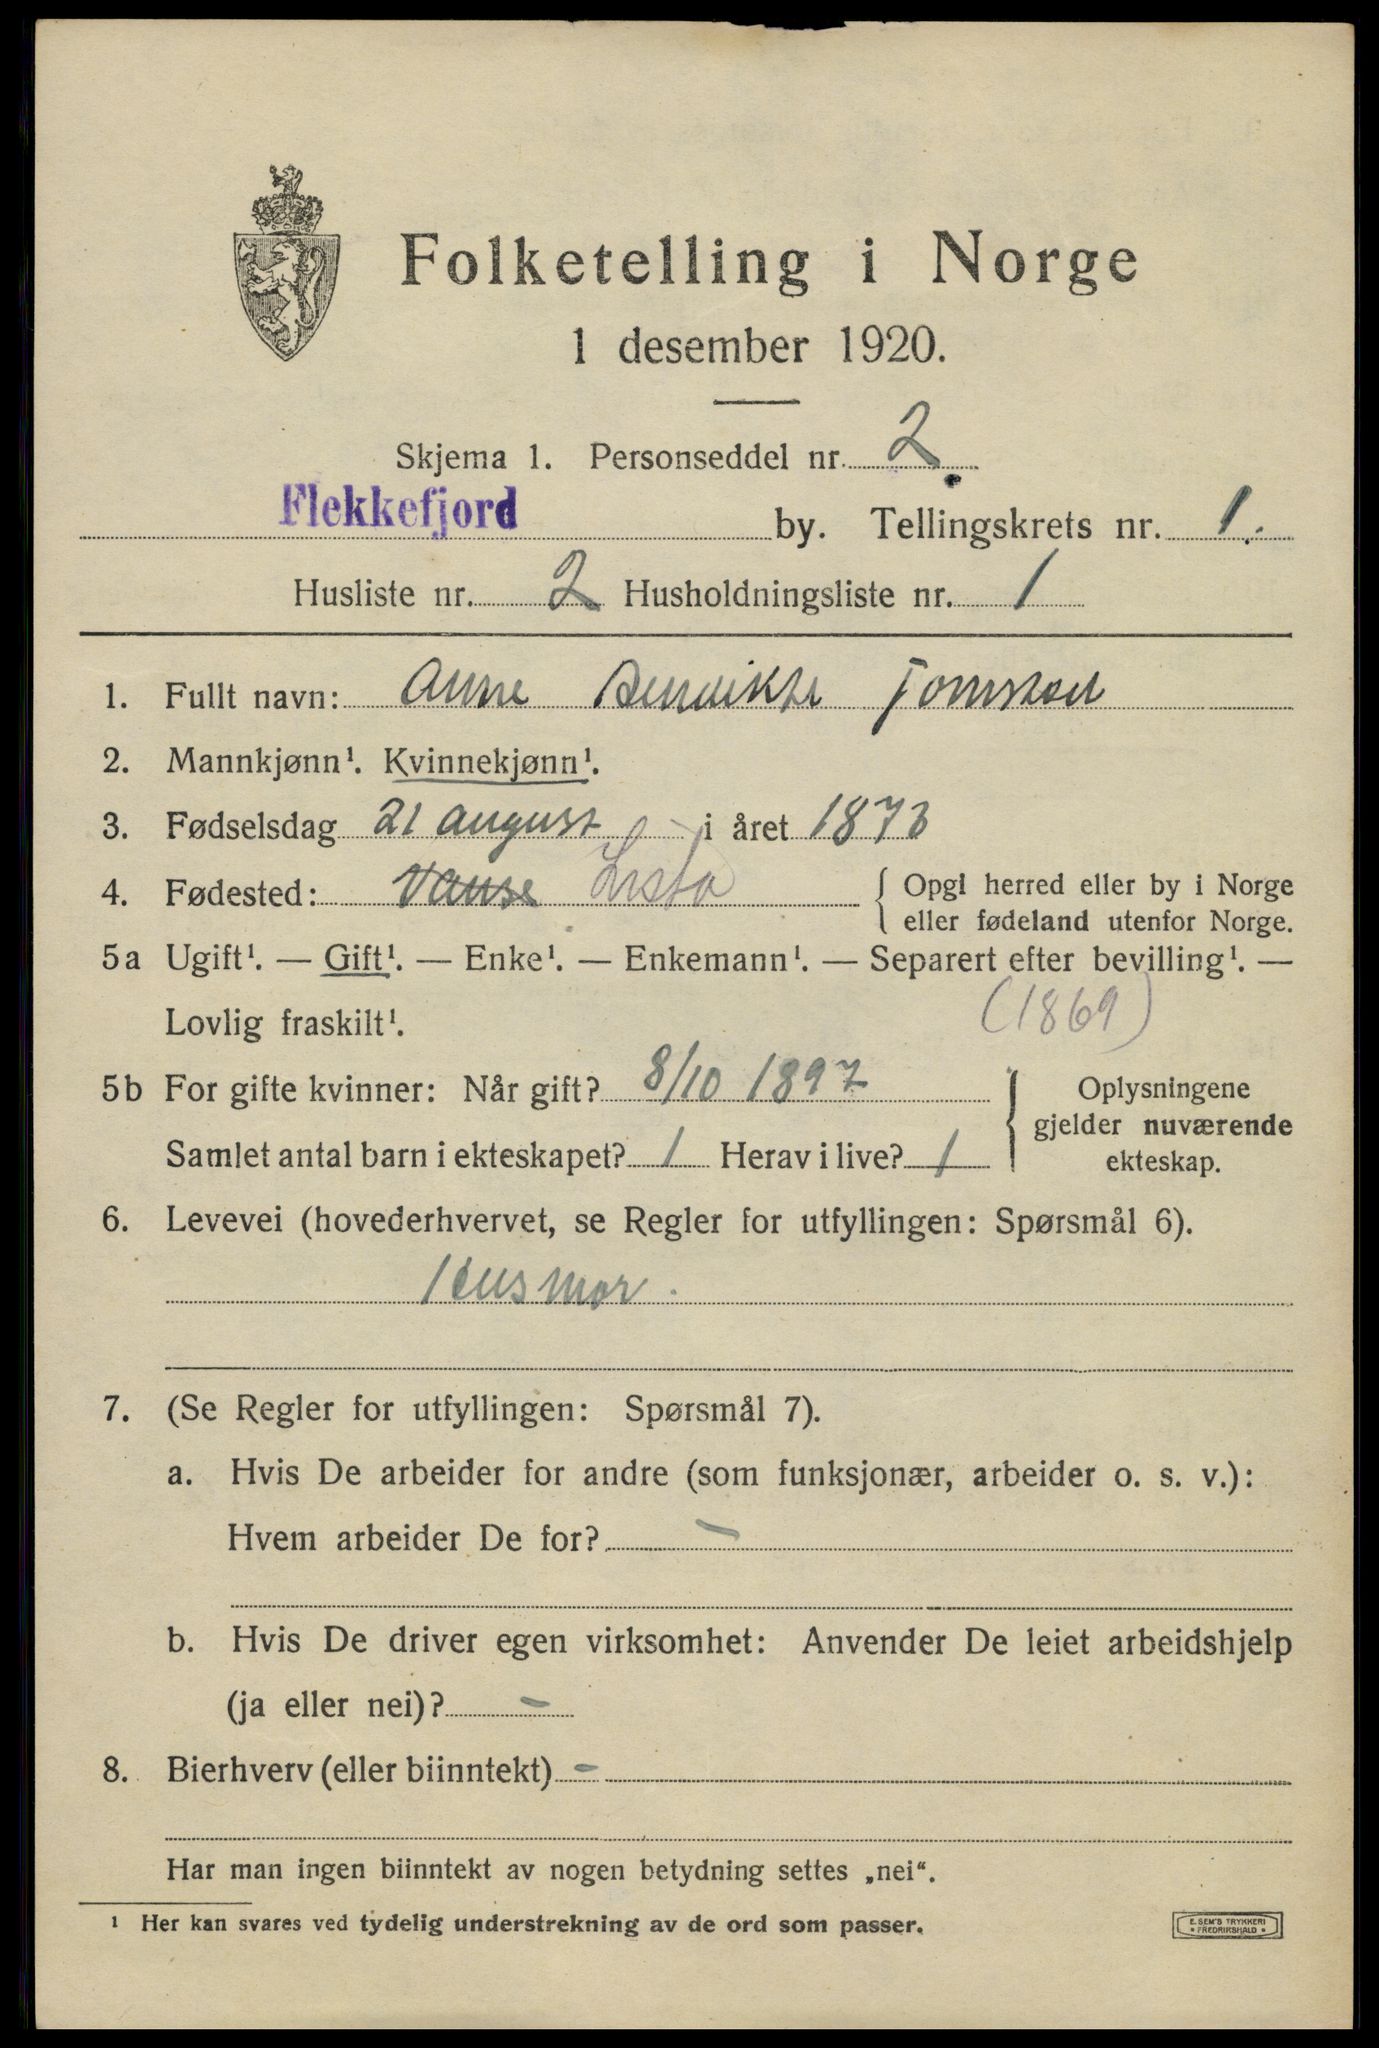 Folketelling i Norge
1 desember 1920.
Skjema 1. Personseddel nr. 2
Flekkefjord by. Tellingskrets nr. 1.
Husliste nr. 2 Husholdningsliste nr. 1
1. Fullt navn: Anne Bendikte Tomstad
2. Mannkjønn¹. Kvinnekjønn¹.
3. Fødselsdag 21 august i året 1873
4. Fødested: Vanse Lista { Opgi herred eller by i Norge
eller fødeland utenfor Norge.
5a Ugift¹. — Gift¹. — Enke¹. — Enkemann¹. — Separert efter bevilling¹. —
Lovlig fraskilt¹. (1869)
5b For gifte kvinner: Når gift? 8/10 1897
Samlet antal barn i ekteskapet? 1 Herav i live? 1
Oplysningene
gjelder nuværende
ekteskap.
6. Levevei (hovederhvervet, se Regler for utfyllingen: Spørsmål 6).
Husmor.
7. (Se Regler for utfyllingen: Spørsmål 7).
a. Hvis De arbeider for andre (som funksjonær, arbeider o. s. v.):
Hvem arbeider De for? –
b. Hvis De driver egen virksomhet: Anvender De leiet arbeidshjelp
(ja eller nei)? –
8. Bierhverv (eller biinntekt) –
Har man ingen biinntekt av nogen betydning settes „nei“.
¹ Her kan svares ved tydelig understrekning av de ord som passer.
E. SEM'S TRYKKERI
• FREDRIKSHALD •